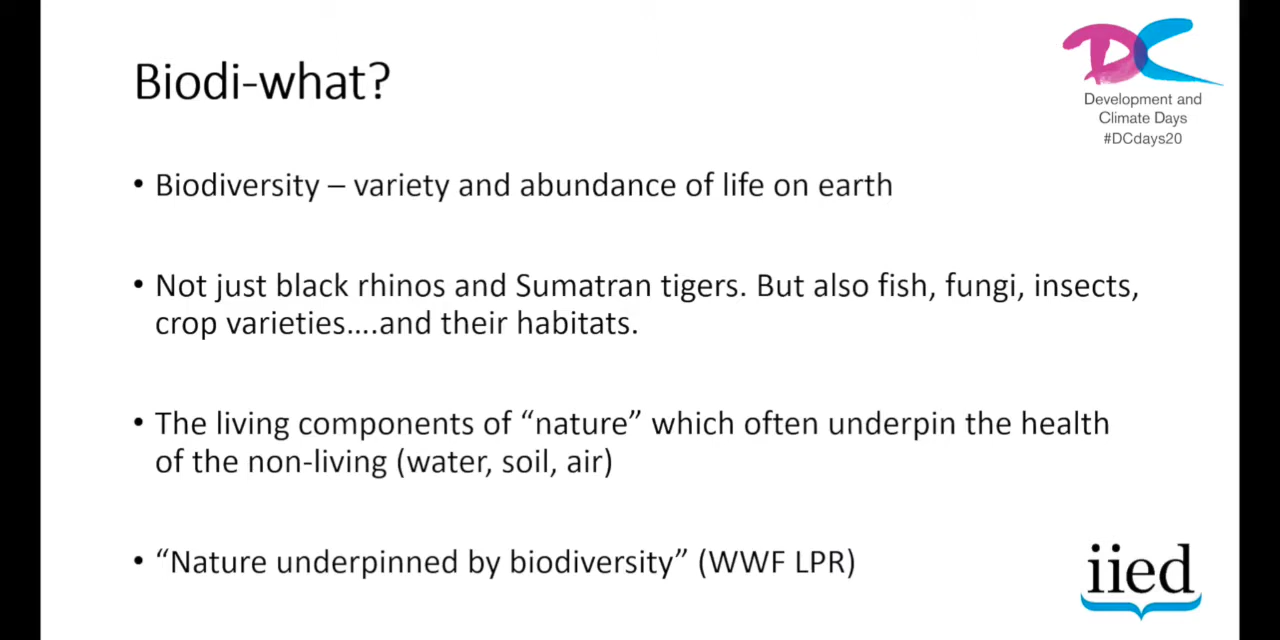 Biodi-what?
DC
Development and
Climate Days
#DCdays20
• Biodiversity – variety and abundance of life on earth
• Not just black rhinos and Sumatran tigers. But also fish, fungi, insects,
crop varieties….and their habitats.
• The living components of “nature” which often underpin the health
of the non-living (water, soil, air)
• “Nature underpinned by biodiversity” (WWF LPR)
iied